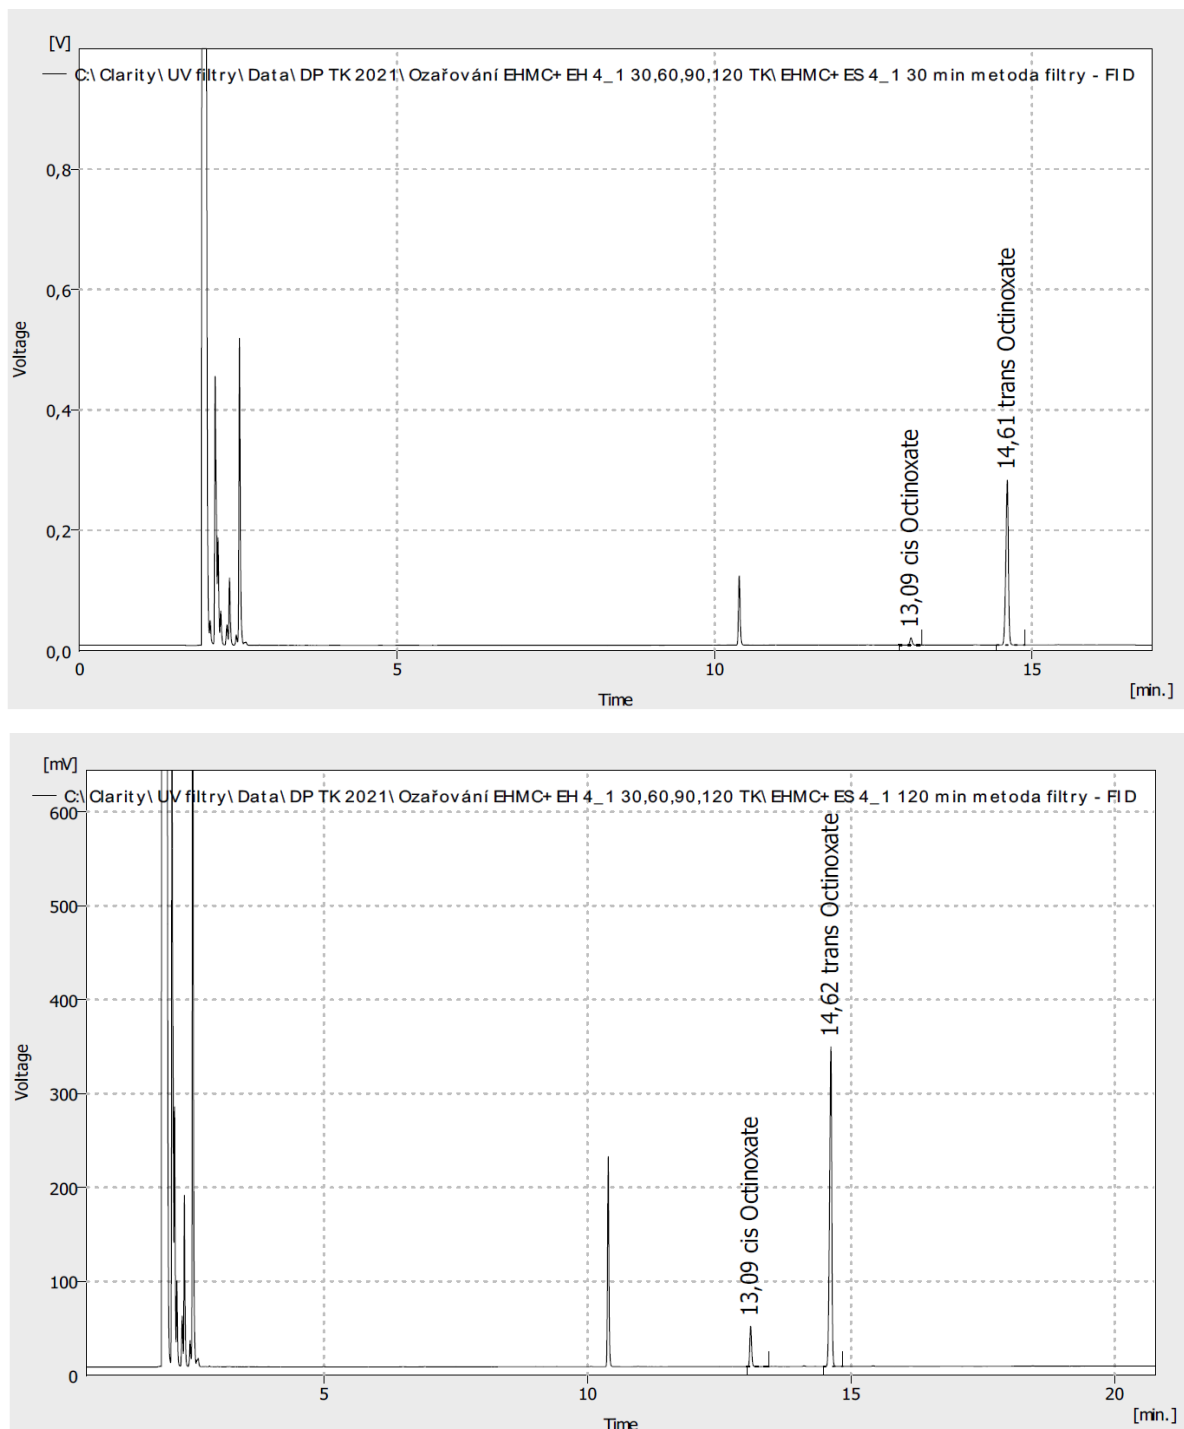 [V]
C:\Clarity\UV filtry\Data\DP TK 2021\Ozařování EHMC+EH 4_1 30,60,90,120 TK\EHMC+ES 4_1 30 min metoda filtry - FID
0,8
0,6
0,4
0,2
0,0
Voltage
13,09 cis Octinoxate
14,61 trans Octinoxate
0 5 10 15
Time
[min.]
[mV]
C:\Clarity\UV filtry\Data\DP TK 2021\Ozařování EHMC+EH 4_1 30,60,90,120 TK\EHMC+ES 4_1 120 min metoda filtry - FID
600
500
400
300
200
100
0
Voltage
13,09 cis Octinoxate
14,62 trans Octinoxate
5 10 15 20
Time
[min.]